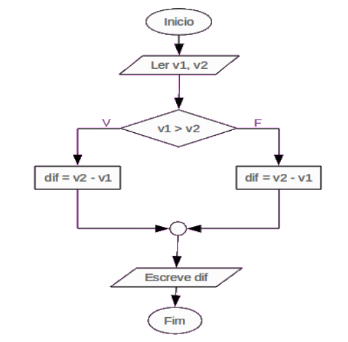 Inicio
Ler v1, v2
v1 > v2
V
F
dif = v2 - v1
dif = v2 - v1
Escreve dif
Fim